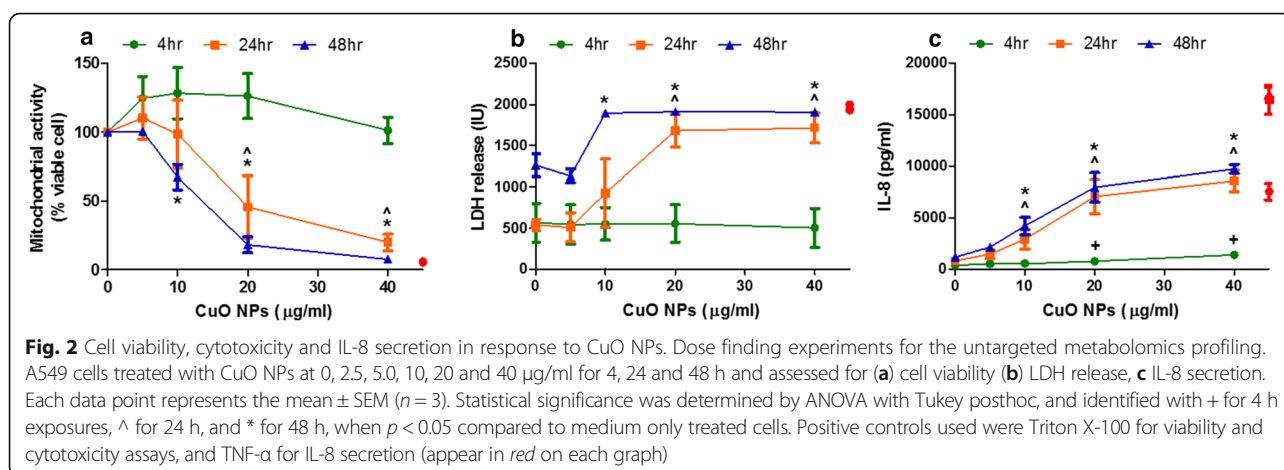 a
4hr 24hr 48hr
Mitochondrial activity
(% viable cell)
150
100
50
0
^
*
*
^
*
0 10 20 30 40
CuO NPs (µg/ml)
b
4hr 24hr 48hr
LDH release (IU)
2500
2000
1500
1000
500
0
*
*
^
*
^
0 10 20 30 40
CuO NPs (µg/ml)
c
4hr 24hr 48hr
IL-8 (pg/ml)
20000
15000
10000
5000
0
*
^
*
^
+
*
^
+
0 10 20 30 40
CuO NPs (µg/ml)
Fig. 2 Cell viability, cytotoxicity and IL-8 secretion in response to CuO NPs. Dose finding experiments for the untargeted metabolomics profiling.
A549 cells treated with CuO NPs at 0, 2.5, 5.0, 10, 20 and 40 µg/ml for 4, 24 and 48 h and assessed for (a) cell viability (b) LDH release, c IL-8 secretion.
Each data point represents the mean ± SEM (n = 3). Statistical significance was determined by ANOVA with Tukey posthoc, and identified with + for 4 h
exposures, ^ for 24 h, and * for 48 h, when p < 0.05 compared to medium only treated cells. Positive controls used were Triton X-100 for viability and
cytotoxicity assays, and TNF-α for IL-8 secretion (appear in red on each graph)